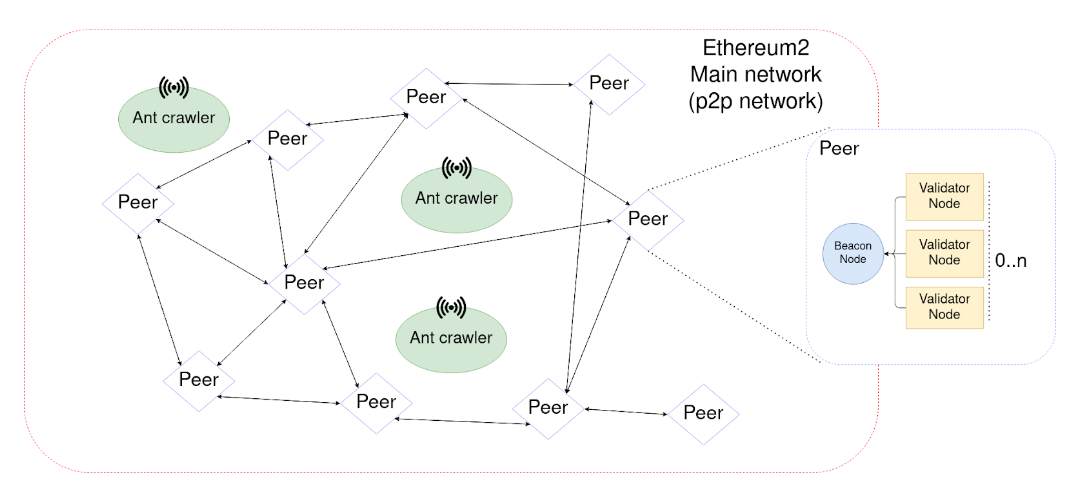 Ethereum2
Main network
(p2p network)
Peer
Peer
Ant crawler
Peer
Peer
Ant crawler
Peer
Peer
Peer
Ant crawler
Peer
Peer
Peer
Peer
Peer
Validator
Node
Beacon
Node
Validator
Node
0..n
Validator
Node